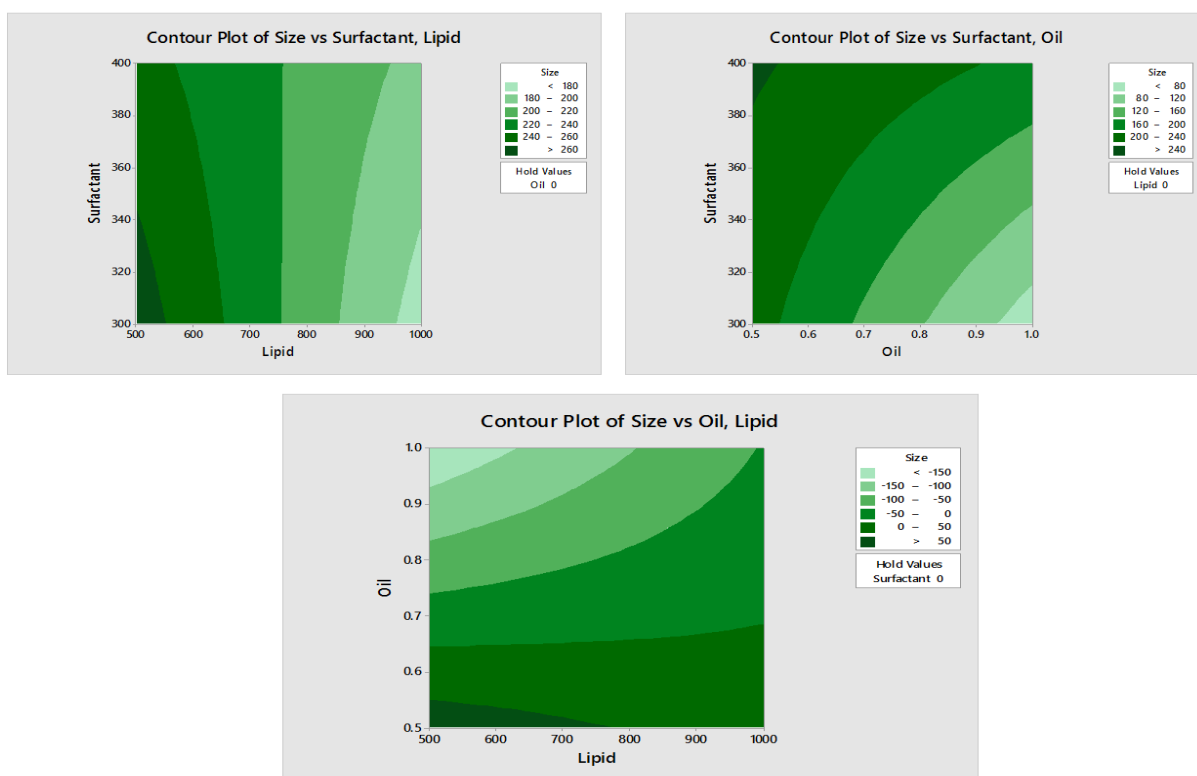 Contour Plot of Size vs Surfactant, Lipid
400
380
360
340
320
300
Surfactant
500 600 700 800 900 1000
Lipid
Size
< 180
180 – 200
200 – 220
220 – 240
240 – 260
> 260
Hold Values
Oil 0
Contour Plot of Size vs Surfactant, Oil
400
380
360
340
320
300
Surfactant
0.5 0.6 0.7 0.8 0.9 1.0
Oil
Size
< 80
80 – 120
120 – 160
160 – 200
200 – 240
> 240
Hold Values
Lipid 0
Contour Plot of Size vs Oil, Lipid
1.0
0.9
0.8
0.7
0.6
0.5
Oil
500 600 700 800 900 1000
Lipid
Size
< -150
-150 – -100
-100 – -50
-50 – 0
0 – 50
> 50
Hold Values
Surfactant 0